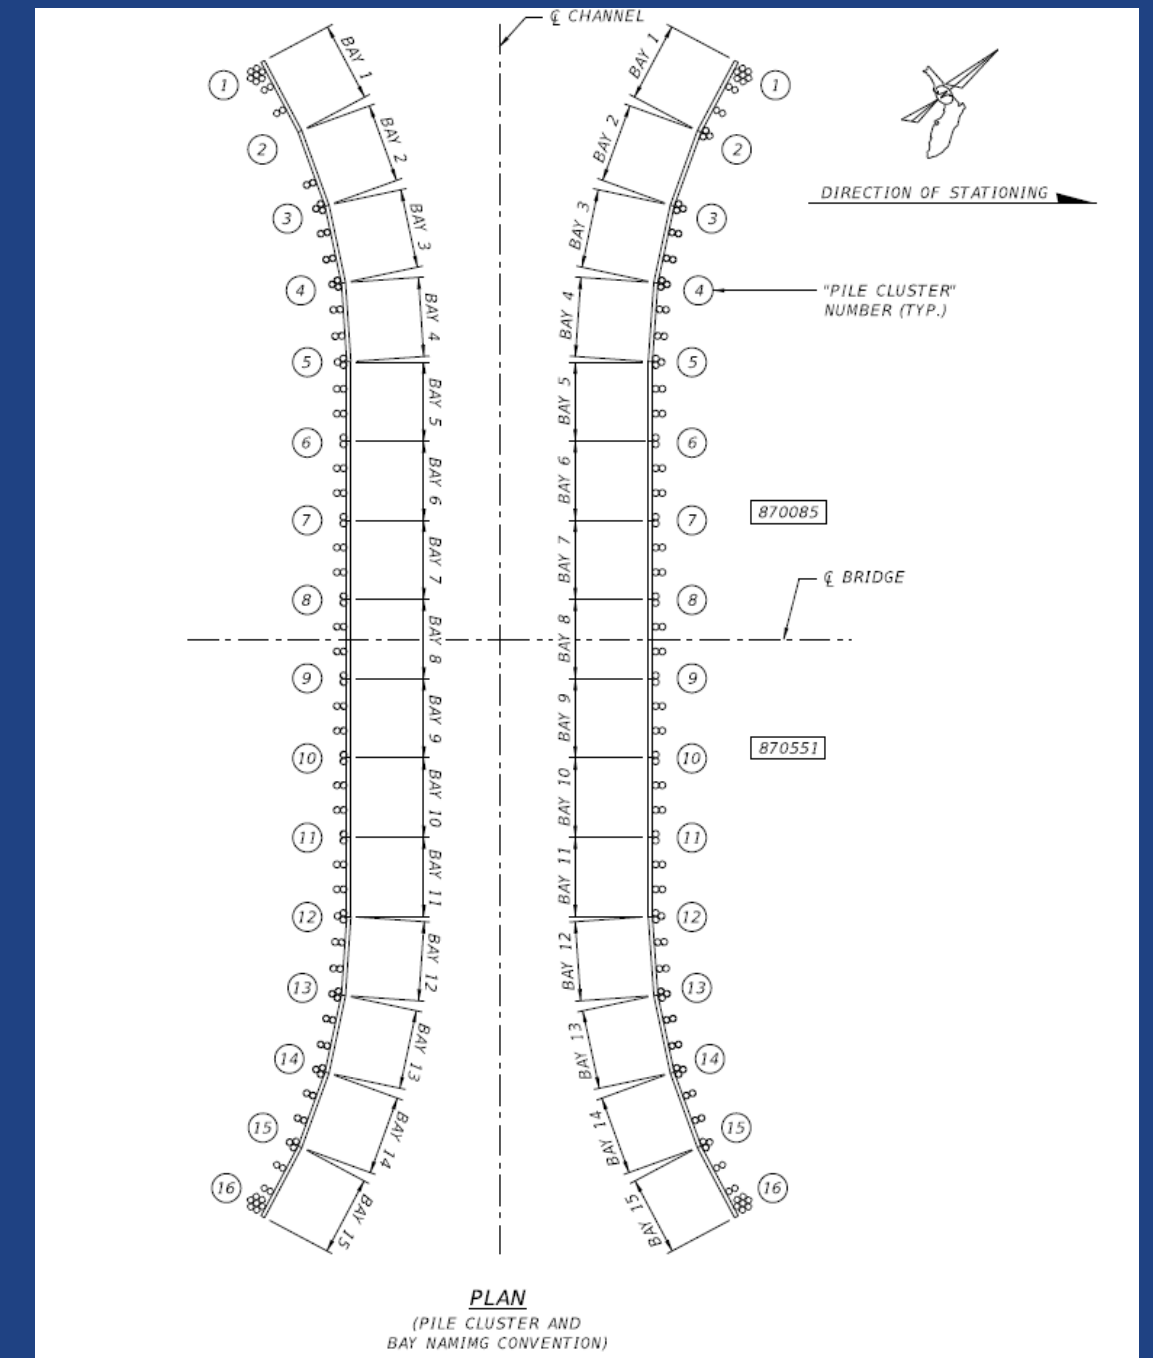 ℄ CHANNEL
BAY 1
BAY 1
1
1
BAY 2
BAY 2
2
2
DIRECTION OF STATIONING
BAY 3
BAY 3
3
3
4
4
"PILE CLUSTER"
NUMBER (TYP.)
BAY 4
BAY 4
5
5
BAY 5
BAY 5
6
6
BAY 6
BAY 6
7
7
870085
BAY 7
BAY 7
℄ BRIDGE
8
8
BAY 8
BAY 8
9
9
BAY 9
BAY 9
870551
10
10
BAY 10
BAY 10
11
11
BAY 11
BAY 11
12
12
BAY 12
BAY 12
13
13
BAY 13
BAY 13
14
14
BAY 14
BAY 14
15
15
16
16
BAY 15
BAY 15
PLAN
(PILE CLUSTER AND
BAY NAMIMG CONVENTION)